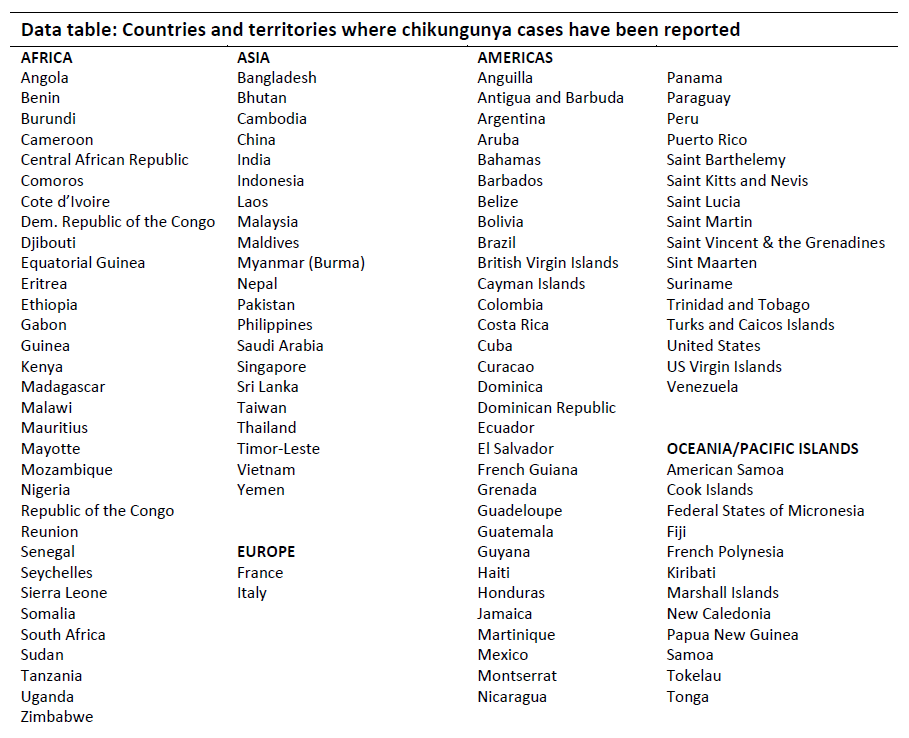 Data table: Countries and territories where chikungunya cases have been reported
AFRICA
Angola
Benin
Burundi
Cameroon
Central African Republic
Comoros
Cote d’Ivoire
Dem. Republic of the Congo
Djibouti
Equatorial Guinea
Eritrea
Ethiopia
Gabon
Guinea
Kenya
Madagascar
Malawi
Mauritius
Mayotte
Mozambique
Nigeria
Republic of the Congo
Reunion
Senegal
Seychelles
Sierra Leone
Somalia
South Africa
Sudan
Tanzania
Uganda
Zimbabwe
ASIA
Bangladesh
Bhutan
Cambodia
China
India
Indonesia
Laos
Malaysia
Maldives
Myanmar (Burma)
Nepal
Pakistan
Philippines
Saudi Arabia
Singapore
Sri Lanka
Taiwan
Thailand
Timor-Leste
Vietnam
Yemen
EUROPE
France
Italy
AMERICAS
Anguilla
Antigua and Barbuda
Argentina
Aruba
Bahamas
Barbados
Belize
Bolivia
Brazil
British Virgin Islands
Cayman Islands
Colombia
Costa Rica
Cuba
Curacao
Dominica
Dominican Republic
Ecuador
El Salvador
French Guiana
Grenada
Guadeloupe
Guatemala
Guyana
Haiti
Honduras
Jamaica
Martinique
Mexico
Montserrat
Nicaragua
Panama
Paraguay
Peru
Puerto Rico
Saint Barthelemy
Saint Kitts and Nevis
Saint Lucia
Saint Martin
Saint Vincent & the Grenadines
Sint Maarten
Suriname
Trinidad and Tobago
Turks and Caicos Islands
United States
US Virgin Islands
Venezuela
OCEANIA/PACIFIC ISLANDS
American Samoa
Cook Islands
Federal States of Micronesia
Fiji
French Polynesia
Kiribati
Marshall Islands
New Caledonia
Papua New Guinea
Samoa
Tokelau
Tonga